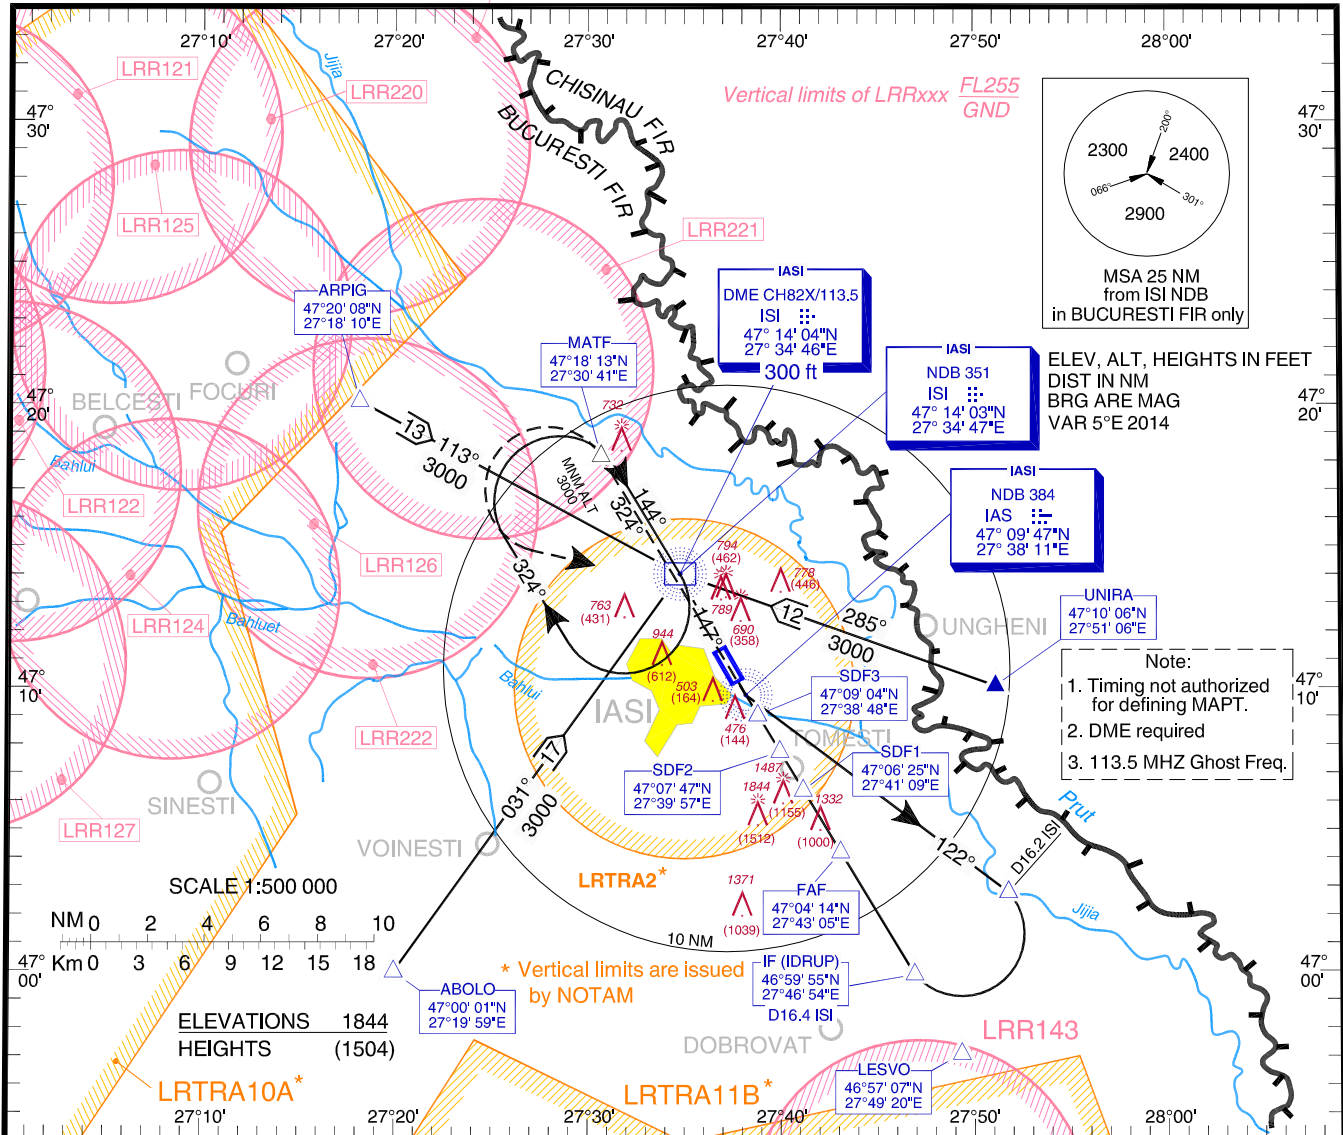 27°10'
27°20'
27°30'
27°40'
27°50'
28°00'
LRR121
Jijia
LRR220
47°
30'
CHISINAU FIR
BUCURESTI FIR
Vertical limits of LRRxxx
FL255
GND
47°
30'
200°
2300
2400
066°
301°
2900
MSA 25 NM
from ISI NDB
in BUCURESTI FIR only
LRR125
LRR221
ARPIG
47°20' 08"N
27°18' 10"E
IASI
DME CH82X/113.5
ISI
47° 14' 04"N
27° 34' 46"E
300 ft
MATF
47°18' 13"N
27°30' 41"E
IASI
NDB 351
ISI
47° 14' 03"N
27° 34' 47"E
ELEV, ALT, HEIGHTS IN FEET
DIST IN NM
BRG ARE MAG
VAR 5°E 2014
FOCURI
BELCESTI
47°
20'
47°
20'
732
13
113°
3000
MNM ALT
3000
144°
324°
Bahlui
LRR122
IASI
NDB 384
IAS
47° 09' 47"N
27° 38' 11"E
LRR126
324°
794
(462)
778
(446)
789
763
(431)
690
(358)
12
285°
3000
147°
UNIRA
47°10' 06"N
27°51' 06"E
UNGHENI
LRR124
Bahluet
944
(612)
503
(164)
476
(144)
Bahlui
IASI
SDF3
47°09' 04"N
27°38' 48"E
Note:
1. Timing not authorized
for defining MAPT.
2. DME required
3. 113.5 MHZ Ghost Freq.
47°
10'
47°
10'
LRR222
TOMESTI
SDF1
47°06' 25"N
27°41' 09"E
SDF2
47°07' 47"N
27°39' 57"E
SINESTI
17
031°
3000
1487
(1155)
1844
(1512)
1332
(1000)
Prut
LRR127
VOINESTI
122°
D16.2 ISI
SCALE 1:500 000
LRTRA2*
1371
(1039)
FAF
47°04' 14"N
27°43' 05"E
Jijia
NM 0 2 4 6 8 10
Km 0 3 6 9 12 15 18
10 NM
47°
00'
47°
00'
* Vertical limits are issued
by NOTAM
IF (IDRUP)
46°59' 55"N
27°46' 54"E
D16.4 ISI
ABOLO
47°00' 01"N
27°19' 59"E
ELEVATIONS 1844
HEIGHTS (1504)
DOBROVAT
LRR143
LESVO
46°57' 07"N
27°49' 20"E
LRTRA10A*
LRTRA11B*
27°10'
27°20'
27°30'
27°40'
27°50'
28°00'